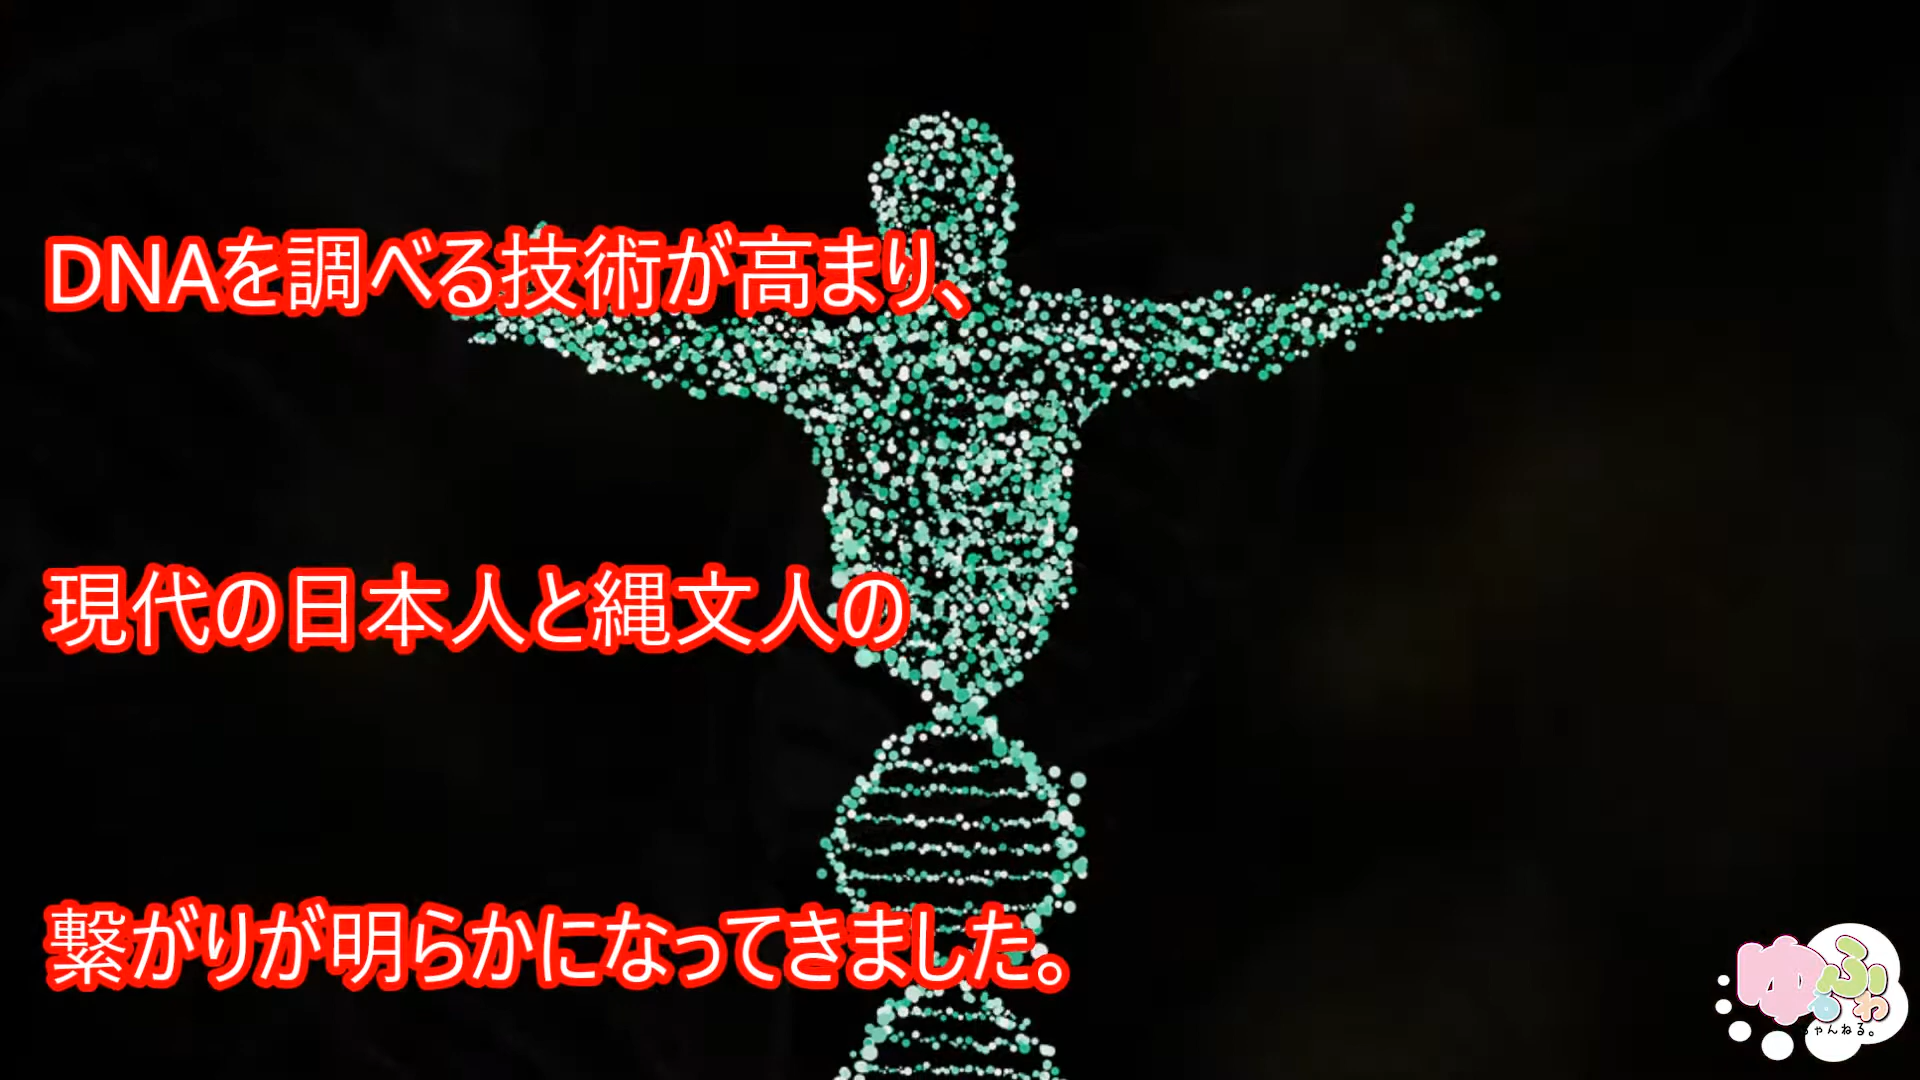 DNAを調べる技術が高まり、
現代の日本人と縄文人の
繋がりが明らかになってきました。
ゆるふわ
ちゃんねる。